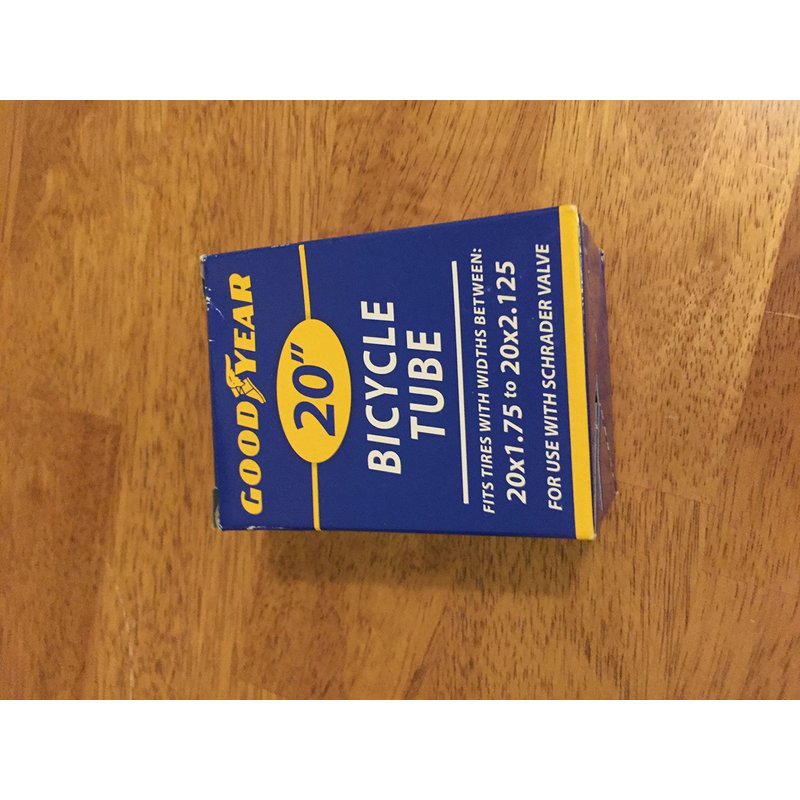 GOODYEAR
20"
BICYCLE
TUBE
FITS TIRES WITH WIDTHS BETWEEN:
20x1.75 to 20x2.125
FOR USE WITH SCHRADER VALVE